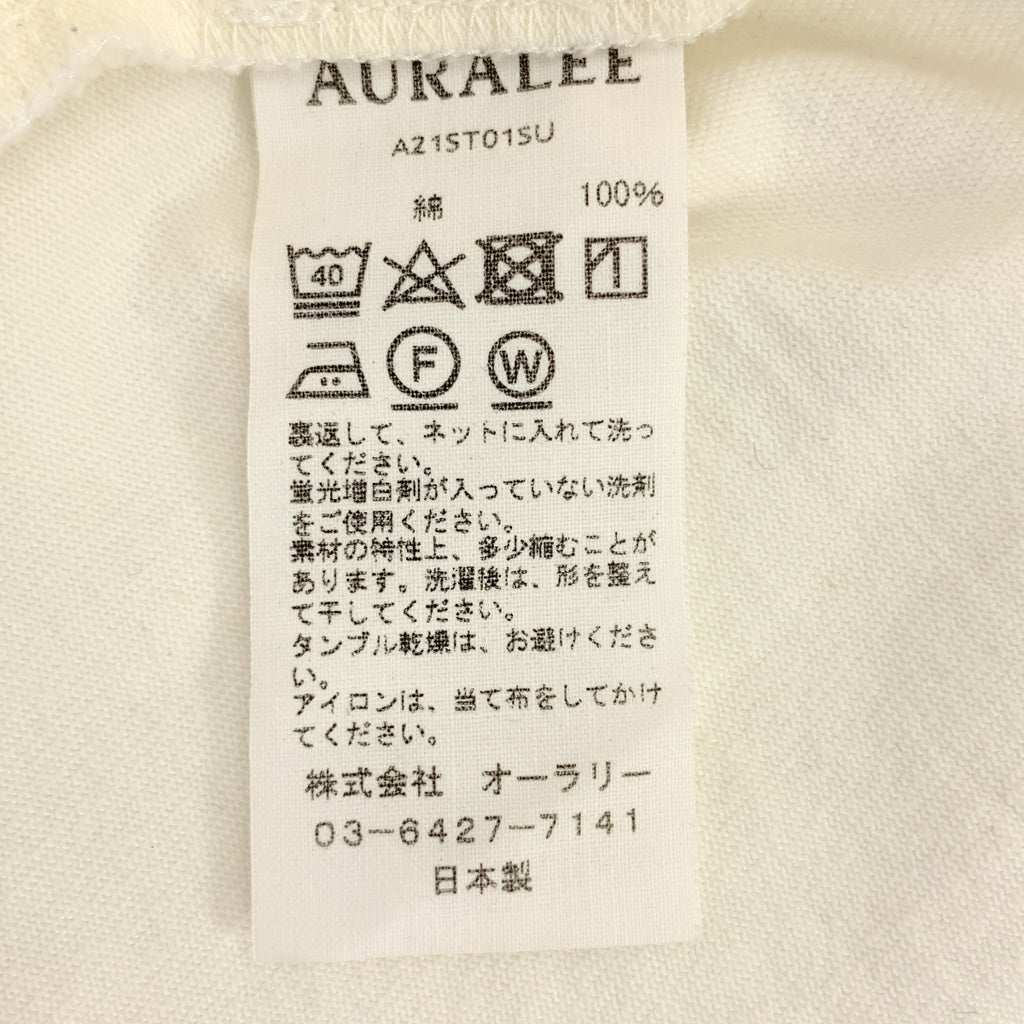 AURALEE
A21ST01SU
綿 100%
40
F W
裏返して、ネットに入れて洗っ
てください。
蛍光増白剤が入っていない洗剤
をご使用ください。
素材の特性上、多少縮むことが
あります。洗濯後は、形を整え
て干してください。
タンブル乾燥は、お避けくださ
い。
アイロンは、当て布をしてかけ
てください。
株式会社 オーラリー
03-6427-7141
日本製